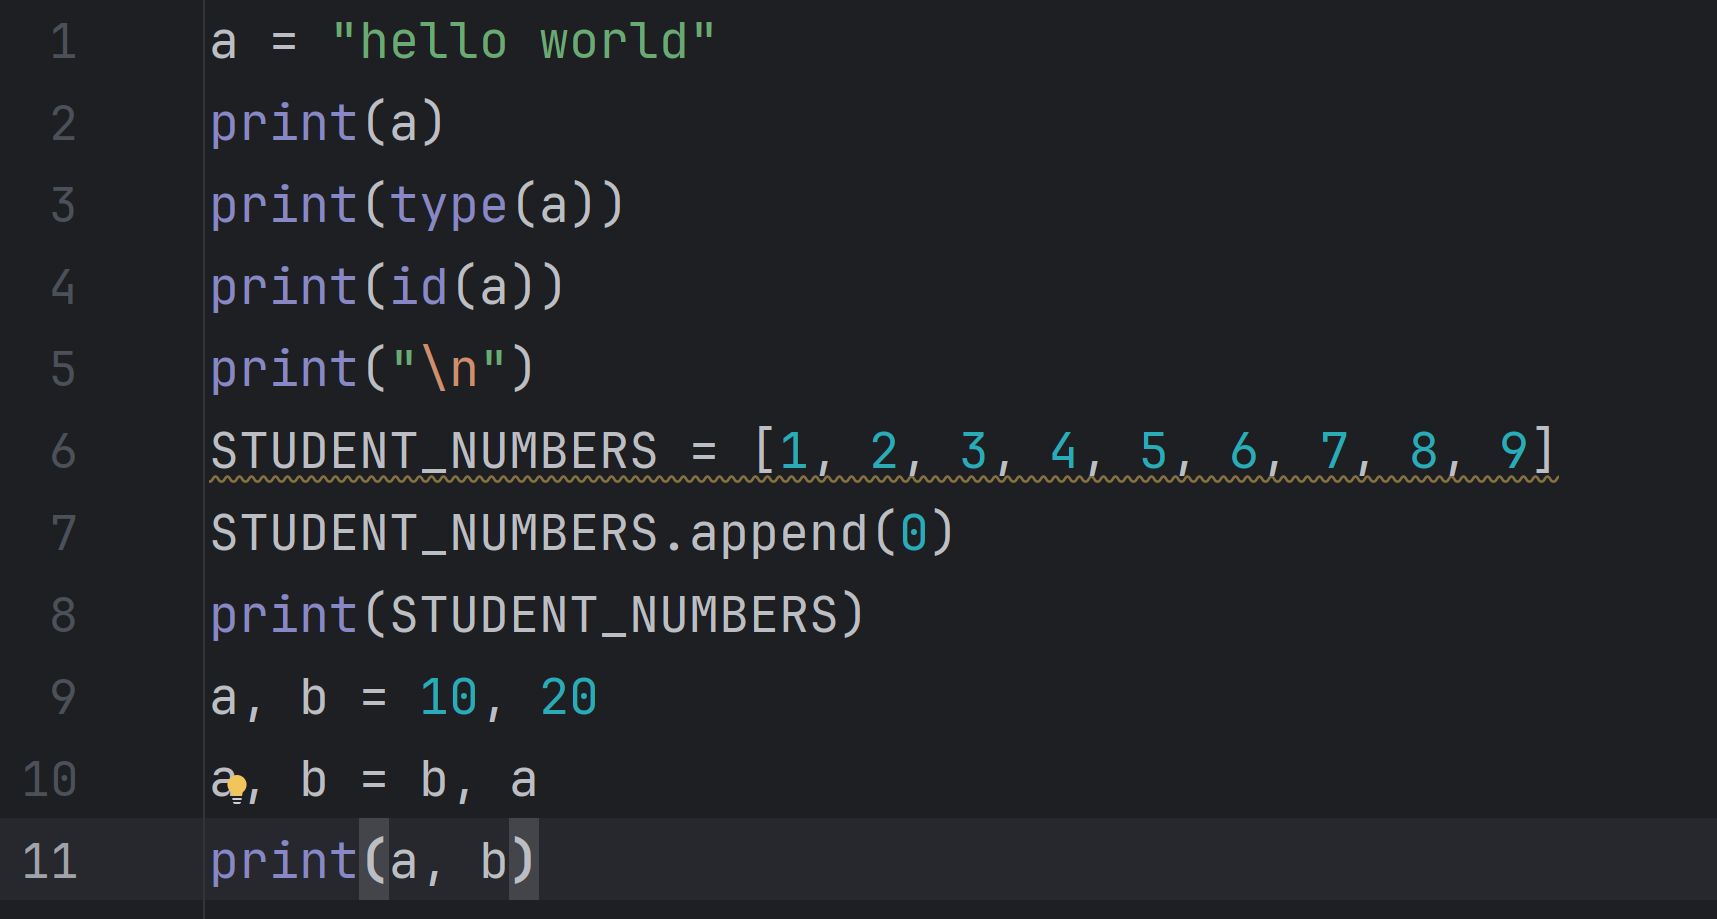 1 a = "hello world"
2 print(a)
3 print(type(a))
4 print(id(a))
5 print("\n")
6 STUDENT_NUMBERS = [1, 2, 3, 4, 5, 6, 7, 8, 9]
7 STUDENT_NUMBERS.append(0)
8 print(STUDENT_NUMBERS)
9 a, b = 10, 20
10 a, b = b, a
11 print(a, b)